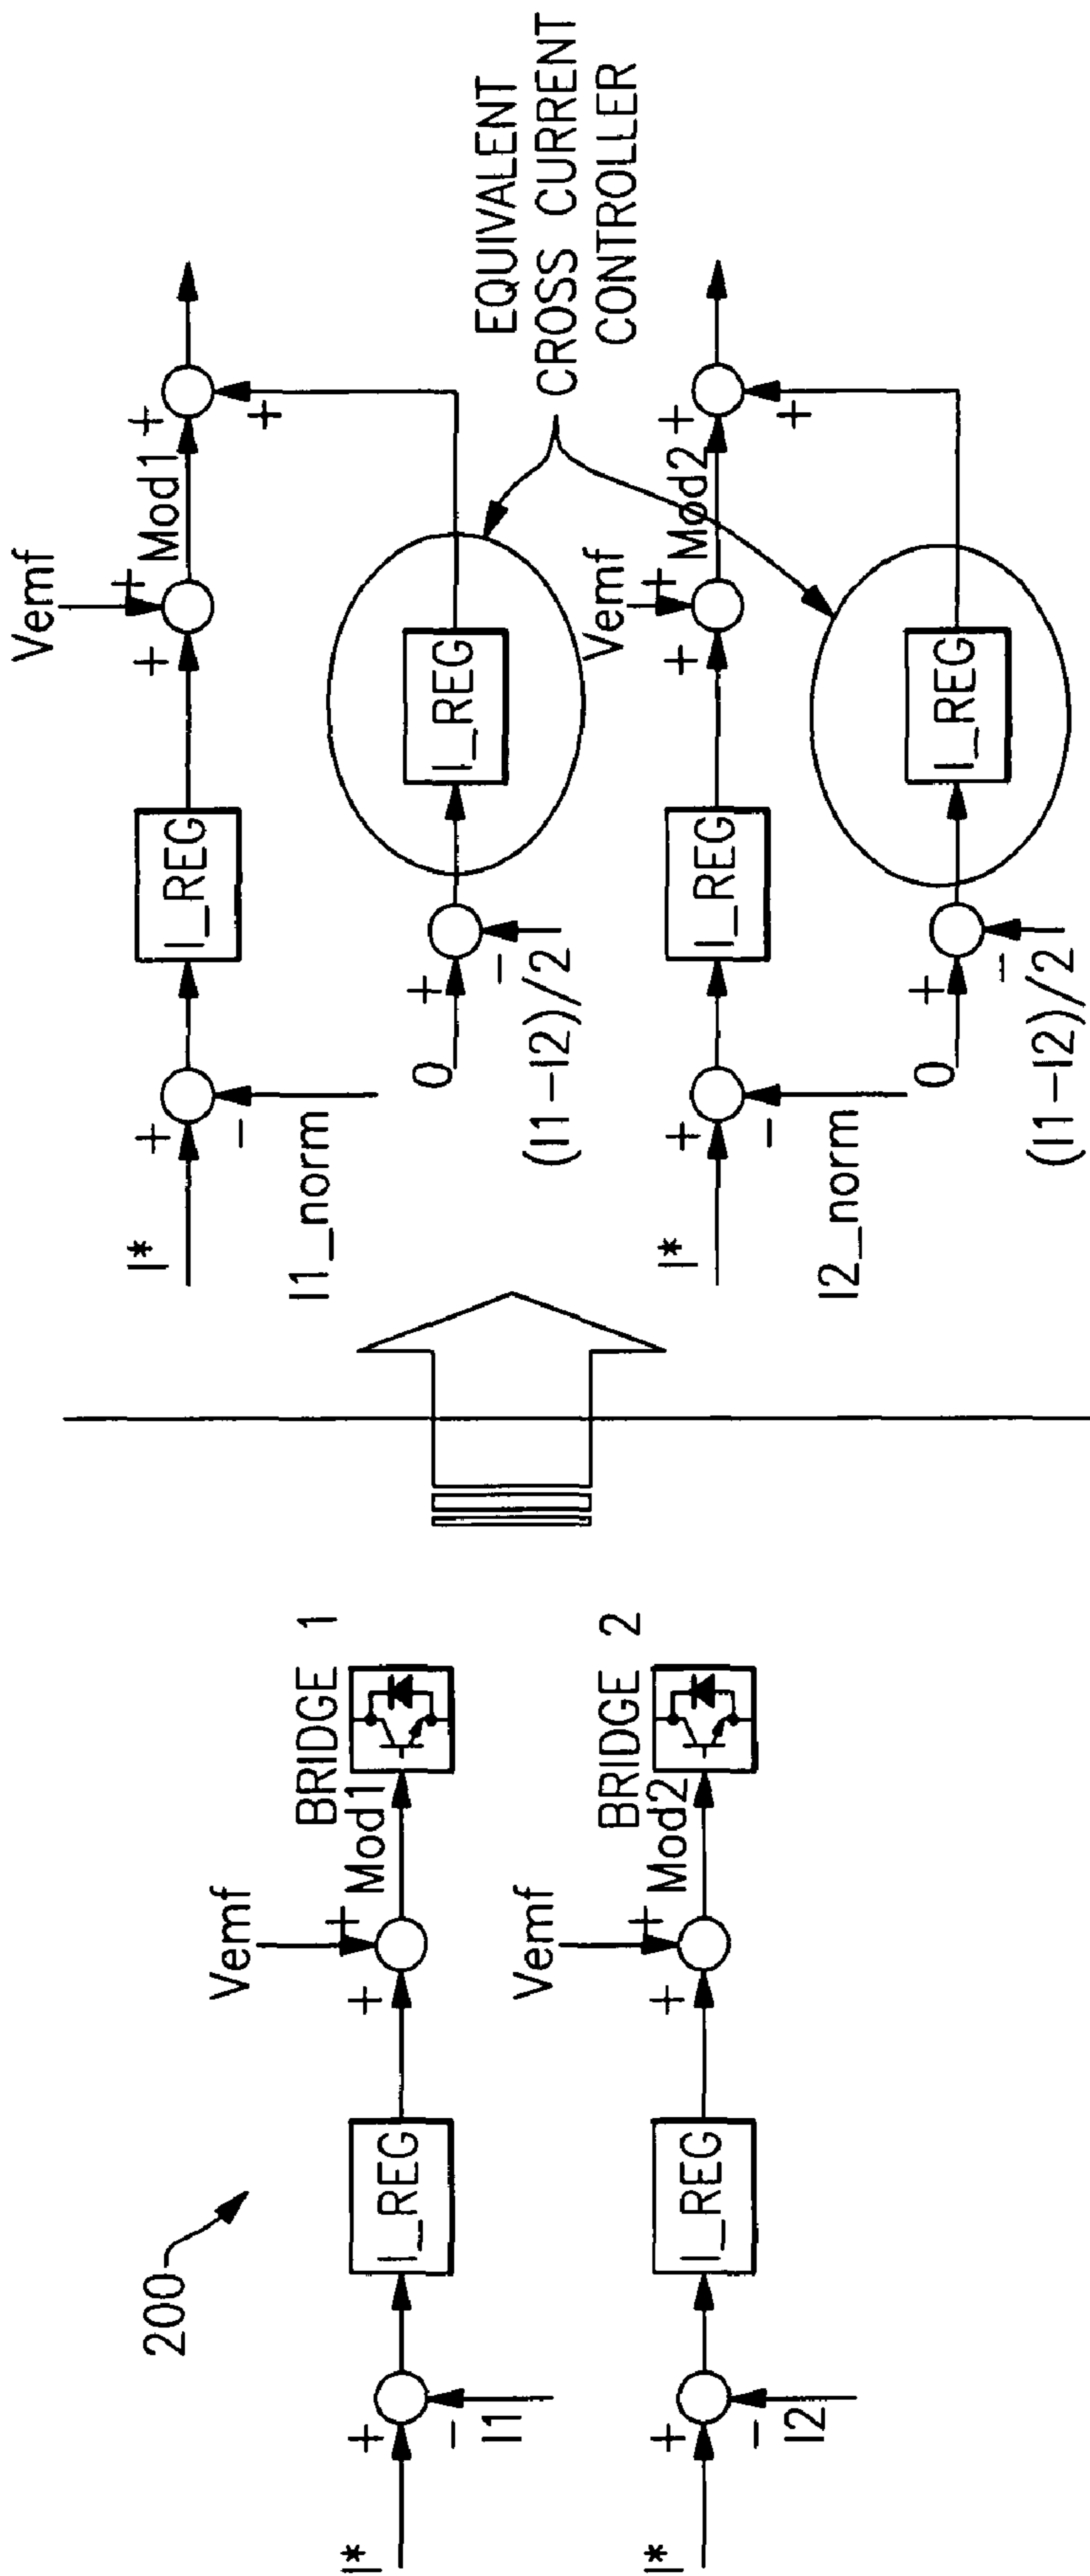 200
I*
+
-
I1
I_REG
+
Vemf
+
Mod1
BRIDGE 1
I*
+
-
I2
I_REG
+
Vemf
+
Mod2
BRIDGE 2
I*
+
-
I1_norm
I_REG
+
Vemf
+
Mod1
+
+
0
+
-
(I1-I2)/2
I_REG
EQUIVALENT
CROSS CURRENT
CONTROLLER
I*
+
-
I2_norm
I_REG
+
Vemf
+
Mod2
+
+
0
+
-
(I1-I2)/2
I_REG